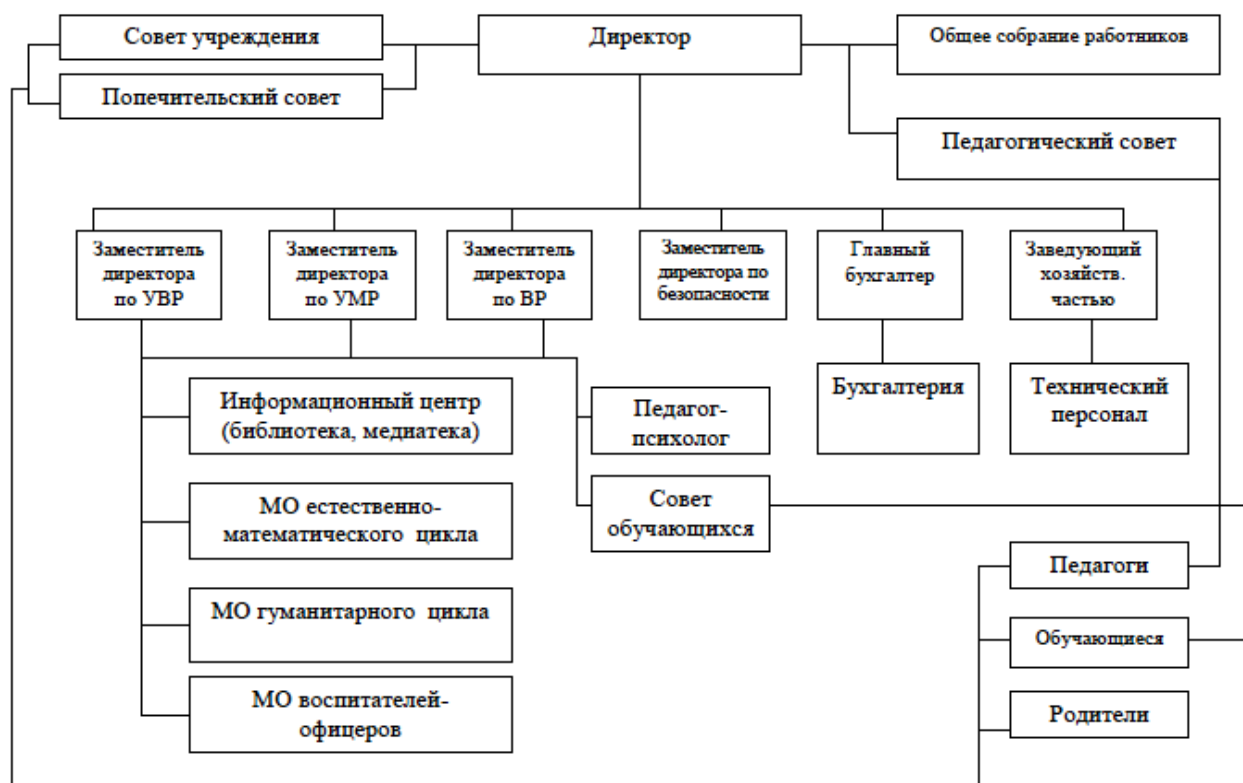 Совет учреждения
Директор
Общее собрание работников
Попечительский совет
Педагогический совет
Заместитель
директора
по УВР
Заместитель
директора
по УМР
Заместитель
директора
по ВР
Заместитель
директора по
безопасности
Главный
бухгалтер
Заведующий
хозяйств.
частью
Информационный центр
(библиотека, медиатека)
Педагог-
психолог
Бухгалтерия
Технический
персонал
МО естественно-
математического цикла
Совет
обучающихся
Педагоги
МО гуманитарного цикла
Обучающиеся
МО воспитателей-
офицеров
Родители